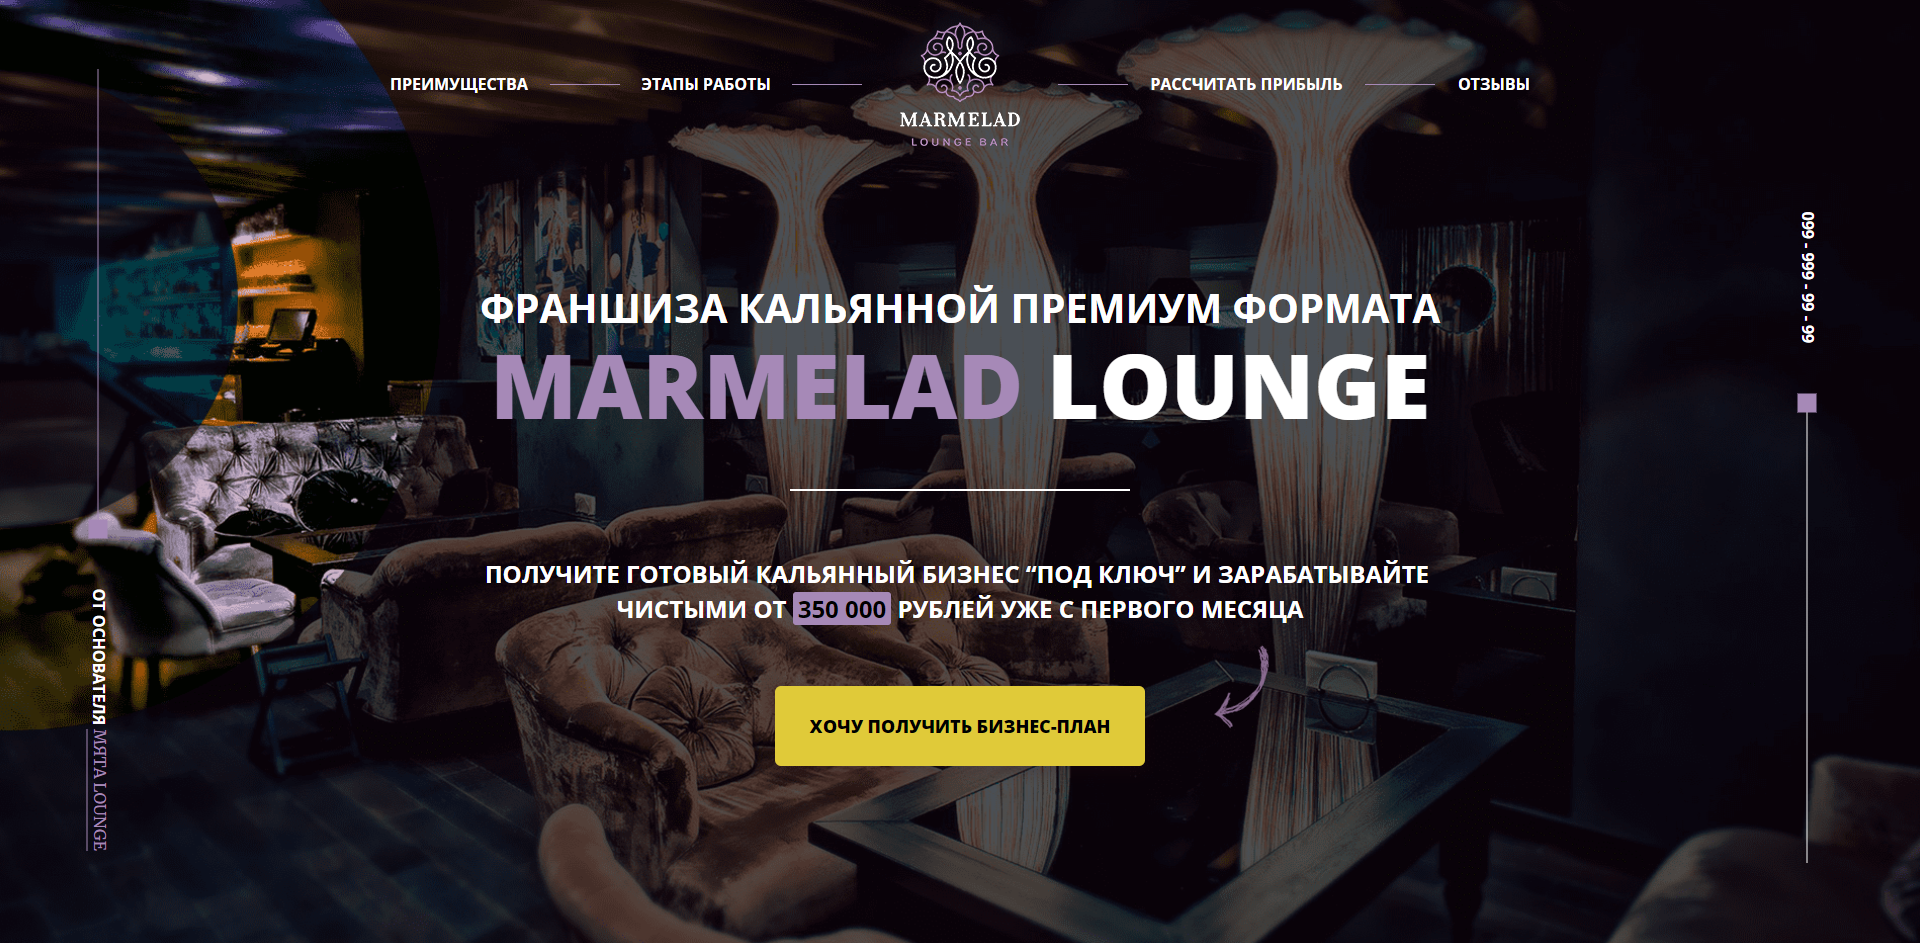 ПРЕИМУЩЕСТВА
ЭТАПЫ РАБОТЫ
MARMELAD
LOUNGE BAR
РАССЧИТАТЬ ПРИБЫЛЬ
ОТЗЫВЫ
099 - 999 - 99 - 99
ФРАНШИЗА КАЛЬЯННОЙ ПРЕМИУМ ФОРМАТА
MARMELAD LOUNGE
ПОЛУЧИТЕ ГОТОВЫЙ КАЛЬЯННЫЙ БИЗНЕС “ПОД КЛЮЧ” И ЗАРАБАТЫВАЙТЕ
ЧИСТЫМИ ОТ 350 000 РУБЛЕЙ УЖЕ С ПЕРВОГО МЕСЯЦА
ХОЧУ ПОЛУЧИТЬ БИЗНЕС-ПЛАН
ОТ ОСНОВАТЕЛЯ МЯТА LOUNGE